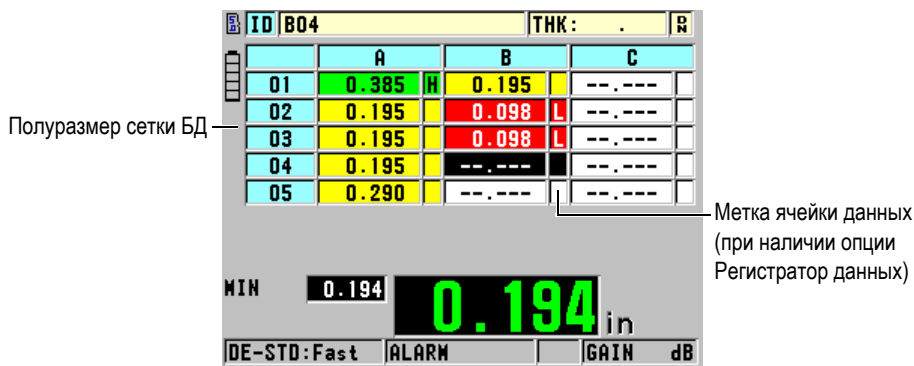 ID B04 THK: . DN
A B C
01 0.385 H 0.195 --.---
02 0.195 0.098 L --.---
03 0.195 0.098 L --.---
04 0.195 --.--- --.---
05 0.290 --.--- --.---
Полуразмер сетки БД
Метка ячейки данных
(при наличии опции
Регистратор данных)
MIN 0.194 0.194 in
DE-STD:Fast ALARM GAIN dB